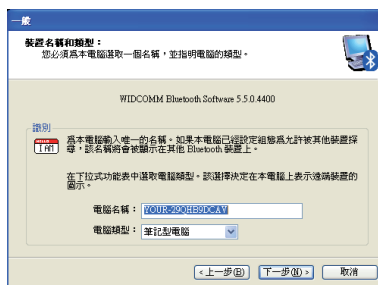 一般
裝置名稱和類型：
您必須爲本電腦選取一個名稱，並指明電腦的類型。
WIDCOMM Bluetooth Software 5.5.0.4400
識別
I AM
爲本電腦輸入唯一的名稱。如果本電腦已經設定組態爲允許被其他裝置探
尋，該名稱將會被顯示在其他 Bluetooth 裝置上。
在下拉式功能表中選取電腦類型。該選擇決定在本電腦上表示遠端裝置的
圖示。
電腦名稱： YOUR-29QHB9DCAV
電腦類型： 筆記型電腦
<上一步(B) 下一步(N)> 取消